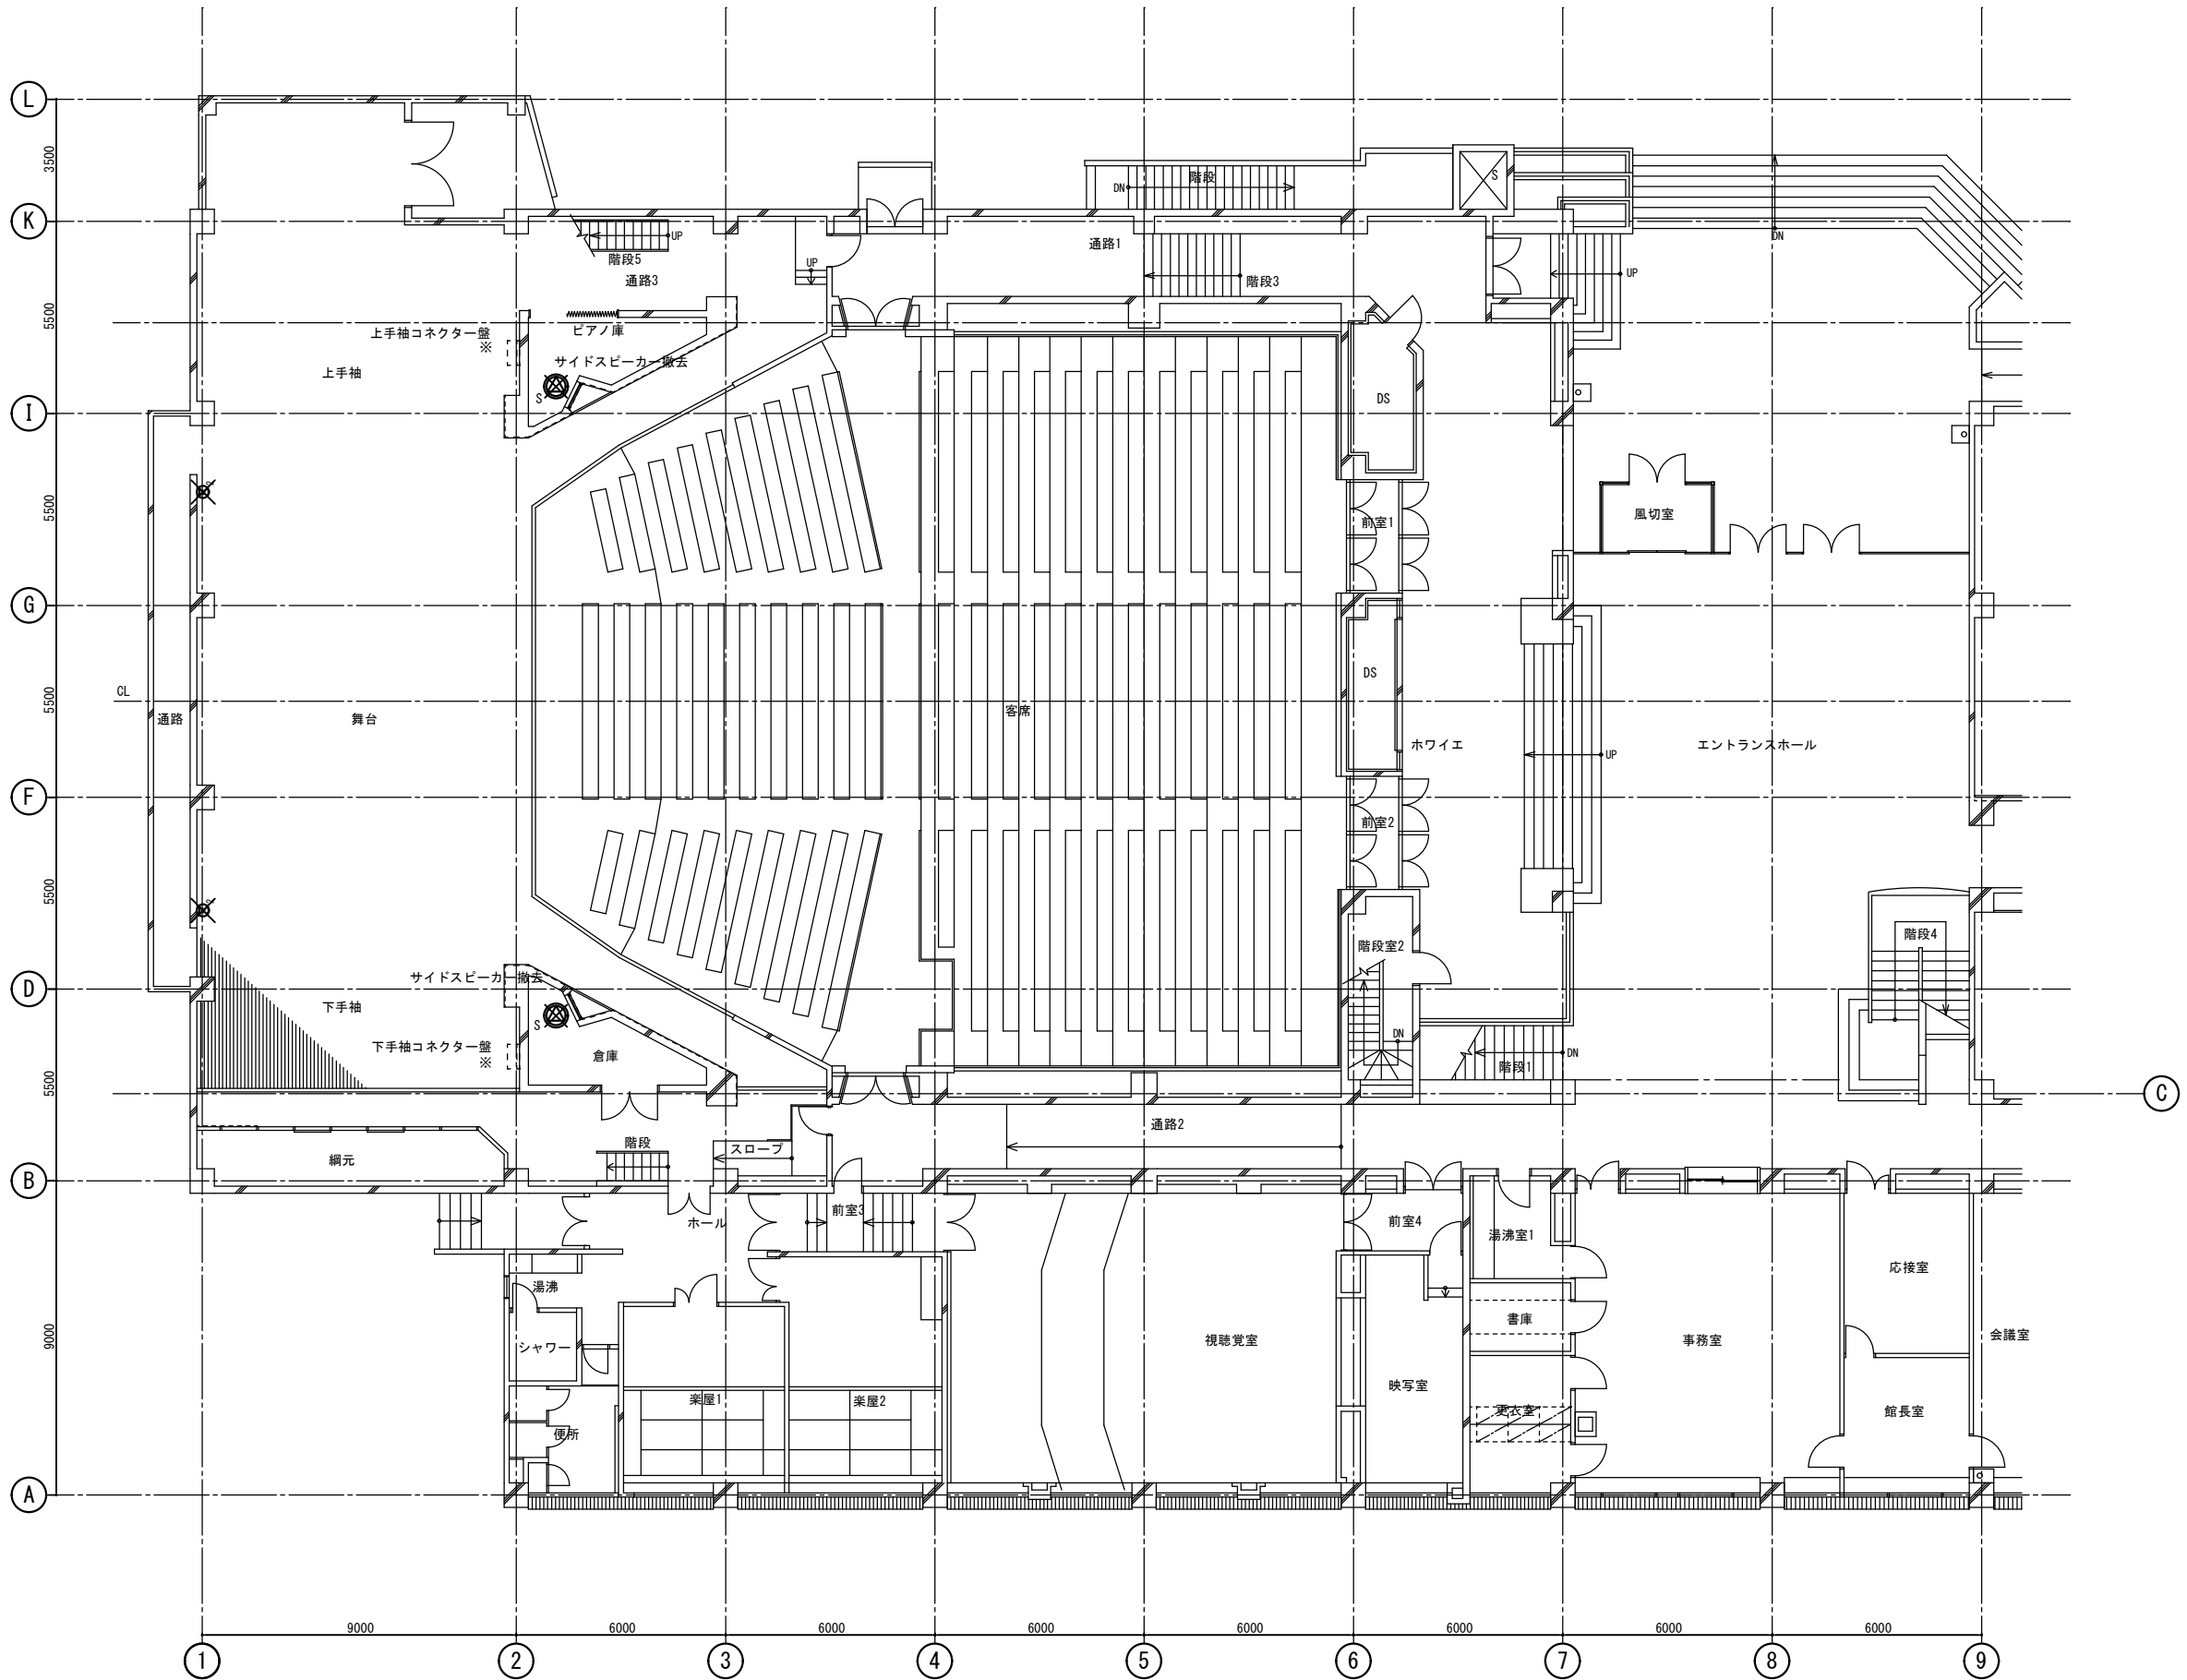 L
3500
階段
S
DN
K
UP
通路1
DN
階段5
UP
階段3
UP
通路3
5500
ピアノ庫
上手袖コネクター盤
※
サイドスピーカー撤去
上手袖
S
DS
I
5500
前室1
風切室
G
5500
DS
CL
通路
舞台
客席
ホワイエ
エントランスホール
UP
F
前室2
5500
階段4
階段室2
サイドスピーカー撤去
D
下手袖
S
DN
下手袖コネクター盤
※
倉庫
DN
階段1
5500
C
通路2
階段
スロープ
綱元
B
前室3
ホール
前室4
湯沸室1
応接室
湯沸
書庫
9000
シャワー
視聴覚室
事務室
会議室
映写室
楽屋1
楽屋2
更衣室
館長室
便所
A
9000
6000
6000
6000
6000
6000
6000
6000
1
2
3
4
5
6
7
8
9